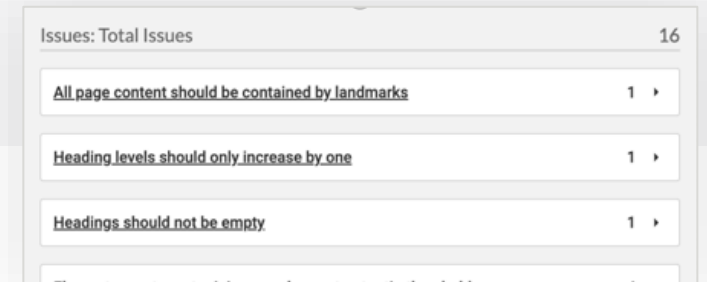 Issues: Total Issues 16
All page content should be contained by landmarks 1
Heading levels should only increase by one 1
Headings should not be empty 1